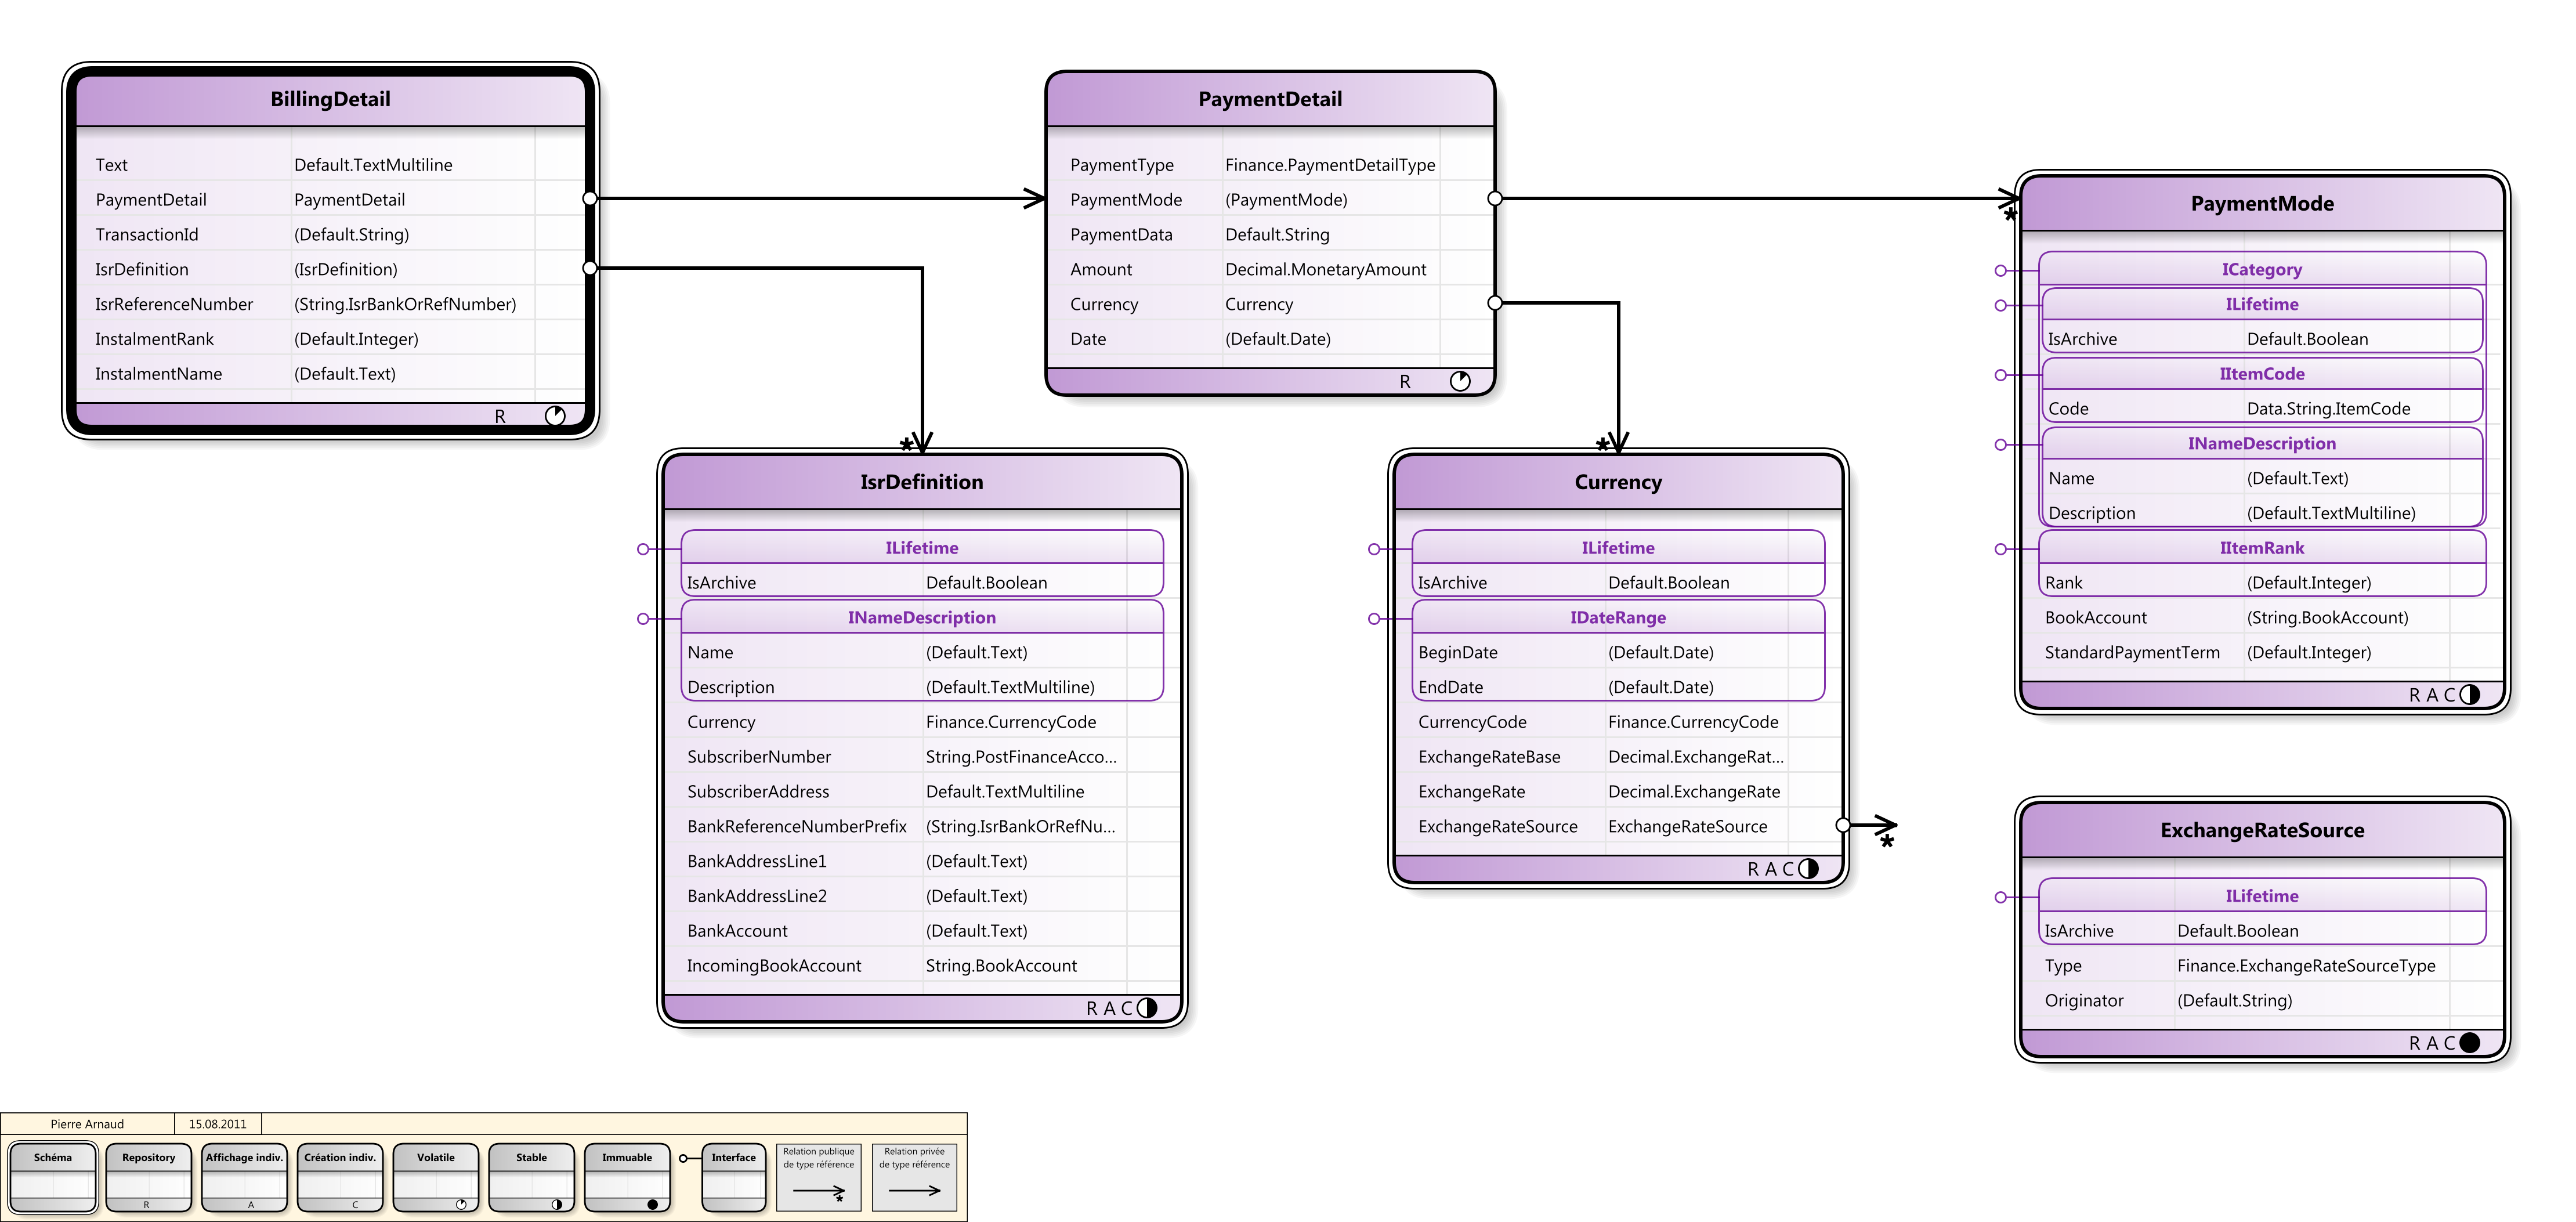 BillingDetail
Text Default.TextMultiline
PaymentDetail PaymentDetail
TransactionId (Default.String)
IsrDefinition (IsrDefinition)
IsrReferenceNumber (String.IsrBankOrRefNumber)
InstalmentRank (Default.Integer)
InstalmentName (Default.Text)
R
PaymentDetail
PaymentType Finance.PaymentDetailType
PaymentMode (PaymentMode)
PaymentData Default.String
Amount Decimal.MonetaryAmount
Currency Currency
Date (Default.Date)
R
*
PaymentMode
ICategory
ILifetime
IsArchive Default.Boolean
IItemCode
Code Data.String.ItemCode
INameDescription
Name (Default.Text)
Description (Default.TextMultiline)
IItemRank
Rank (Default.Integer)
BookAccount (String.BookAccount)
StandardPaymentTerm (Default.Integer)
R A C
*
IsrDefinition
ILifetime
IsArchive Default.Boolean
INameDescription
Name (Default.Text)
Description (Default.TextMultiline)
Currency Finance.CurrencyCode
SubscriberNumber String.PostFinanceAcco...
SubscriberAddress Default.TextMultiline
BankReferenceNumberPrefix (String.IsrBankOrRefNu...
BankAddressLine1 (Default.Text)
BankAddressLine2 (Default.Text)
BankAccount (Default.Text)
IncomingBookAccount String.BookAccount
R A C
*
Currency
ILifetime
IsArchive Default.Boolean
IDateRange
BeginDate (Default.Date)
EndDate (Default.Date)
CurrencyCode Finance.CurrencyCode
ExchangeRateBase Decimal.ExchangeRat...
ExchangeRate Decimal.ExchangeRate
ExchangeRateSource ExchangeRateSource
R A C
*
ExchangeRateSource
ILifetime
IsArchive Default.Boolean
Type Finance.ExchangeRateSourceType
Originator (Default.String)
R A C
Pierre Arnaud 15.08.2011
Schéma
Repository
R
Affichage indiv.
A
Création indiv.
C
Volatile
Stable
Immuable
Interface
Relation publique
de type référence
*
Relation privée
de type référence